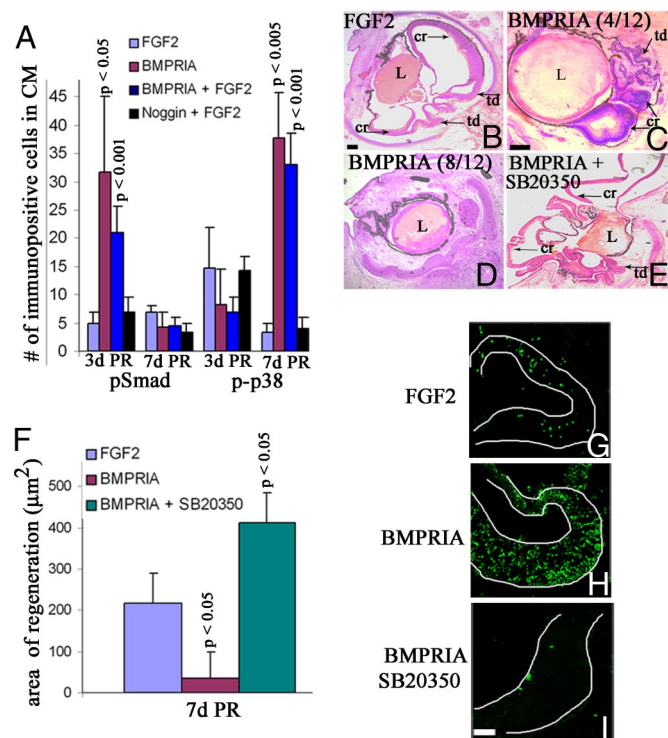 A
FGF2
BMPRIA
BMPRIA + FGF2
Noggin + FGF2
# of immunopositive cells in CM
45
40
35
30
25
20
15
10
5
0
p < 0.05
p < 0.001
p < 0.005
p < 0.001
3d PR 7d PR 3d PR 7d PR
pSmad p-p38
FGF2
cr
L
td
cr
td
B
BMPRIA (4/12)
td
L
cr
C
BMPRIA (8/12)
L
D
BMPRIA +
SB20350
cr
L
cr
td
E
F
FGF2
BMPRIA
BMPRIA + SB20350
area of regeneration (µm²)
500
400
300
200
100
0
p < 0.05
p < 0.05
7d PR
FGF2
G
BMPRIA
H
BMPRIA
SB20350
I